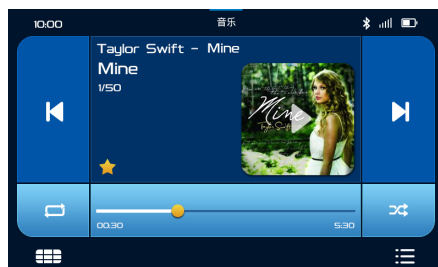 10:00
音乐
Taylor Swift - Mine
Mine
1/50
Mine
Taylor Swift
00:30
5:30